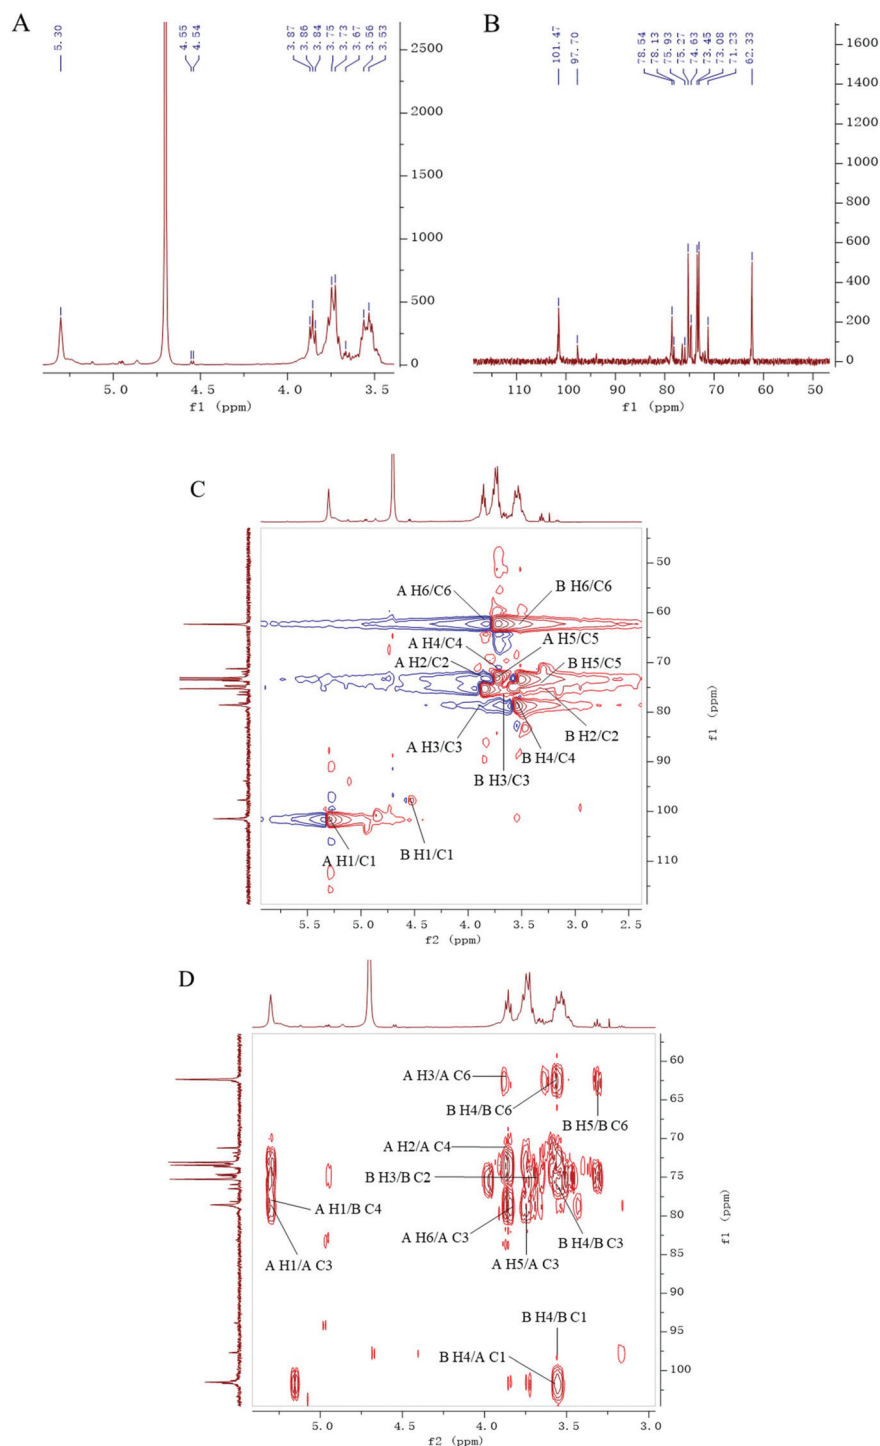 A
5.30
4.55
4.54
3.87
3.86
3.84
3.75
3.73
3.67
3.56
3.53
2500
2000
1500
1000
500
0
5.0
4.5
4.0
3.5
f1 (ppm)
B
101.47
97.70
78.54
78.13
75.93
75.27
74.63
73.45
73.08
71.23
62.33
1600
1400
1200
1000
800
600
400
200
0
110
100
90
80
70
60
50
f1 (ppm)
C
A H6/C6
B H6/C6
A H4/C4
A H5/C5
A H2/C2
B H5/C5
B H2/C2
A H3/C3
B H4/C4
B H3/C3
A H1/C1
B H1/C1
50
60
70
80
90
100
110
f1 (ppm)
5.5
5.0
4.5
4.0
3.5
3.0
2.5
f2 (ppm)
D
A H3/A C6
B H4/B C6
B H5/B C6
A H2/A C4
B H3/B C2
A H1/B C4
A H6/A C3
B H4/B C3
A H1/A C3
A H5/A C3
B H4/B C1
B H4/A C1
60
65
70
75
80
85
90
95
100
f1 (ppm)
5.0
4.5
4.0
3.5
3.0
f2 (ppm)